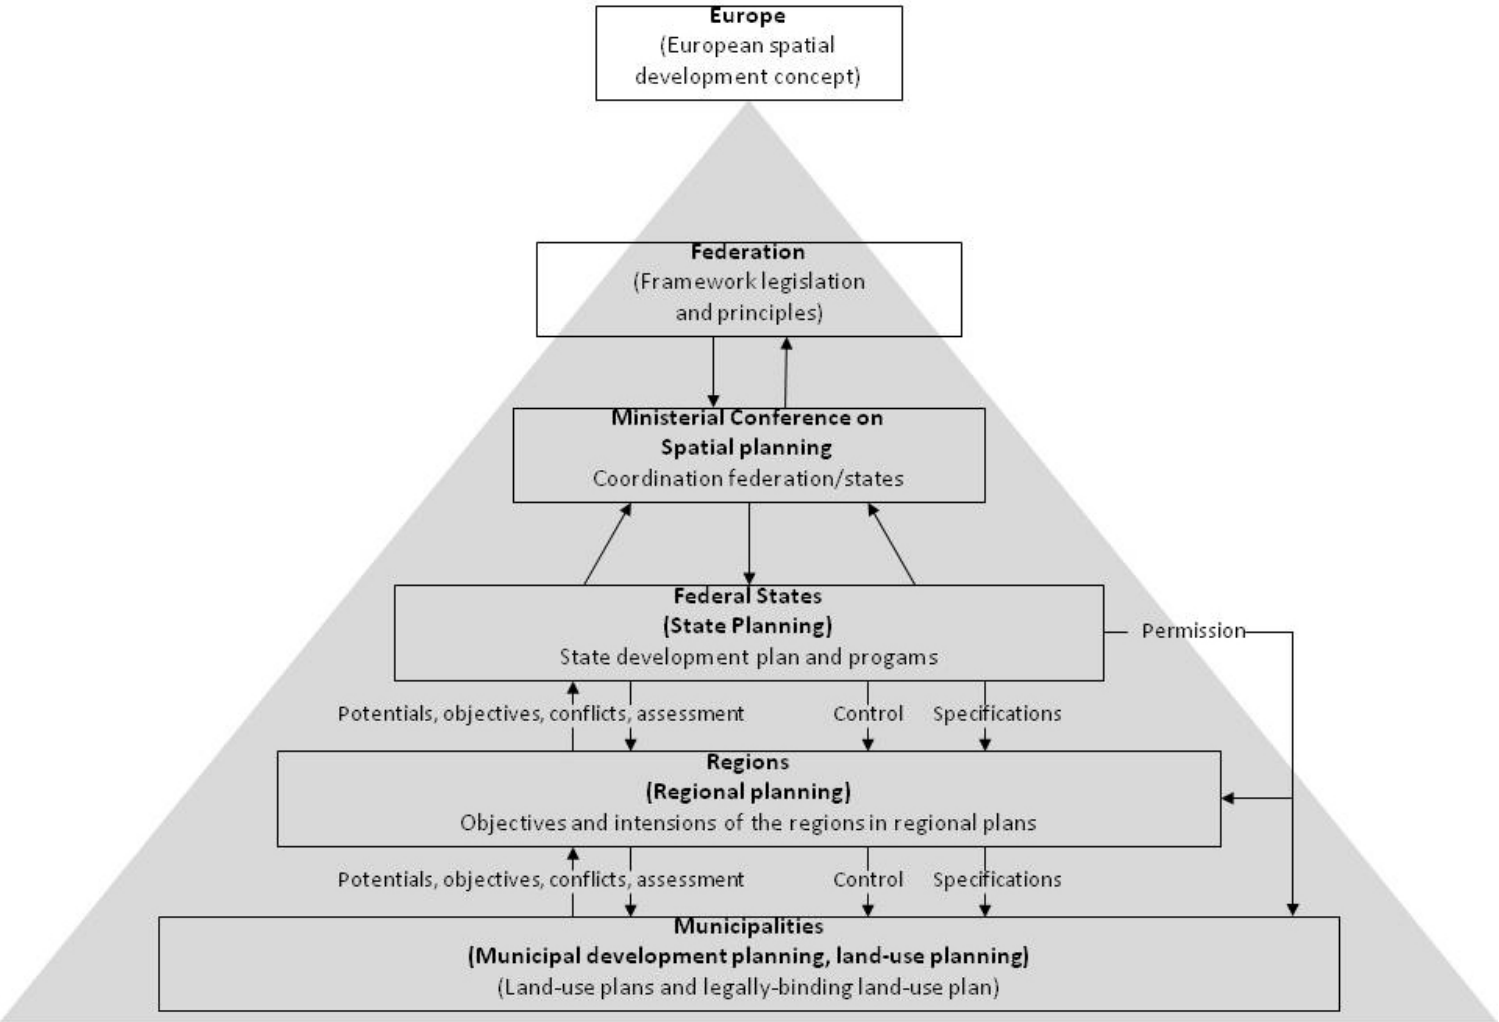 Europe
(European spatial
development concept)
Federation
(Framework legislation
and principles)
Ministerial Conference on
Spatial planning
Coordination federation/states
Federal States
(State Planning)
State development plan and progams
Permission
Potentials, objectives, conflicts, assessment Control Specifications
Regions
(Regional planning)
Objectives and intensions of the regions in regional plans
Potentials, objectives, conflicts, assessment Control Specifications
Municipalities
(Municipal development planning, land-use planning)
(Land-use plans and legally-binding land-use plan)